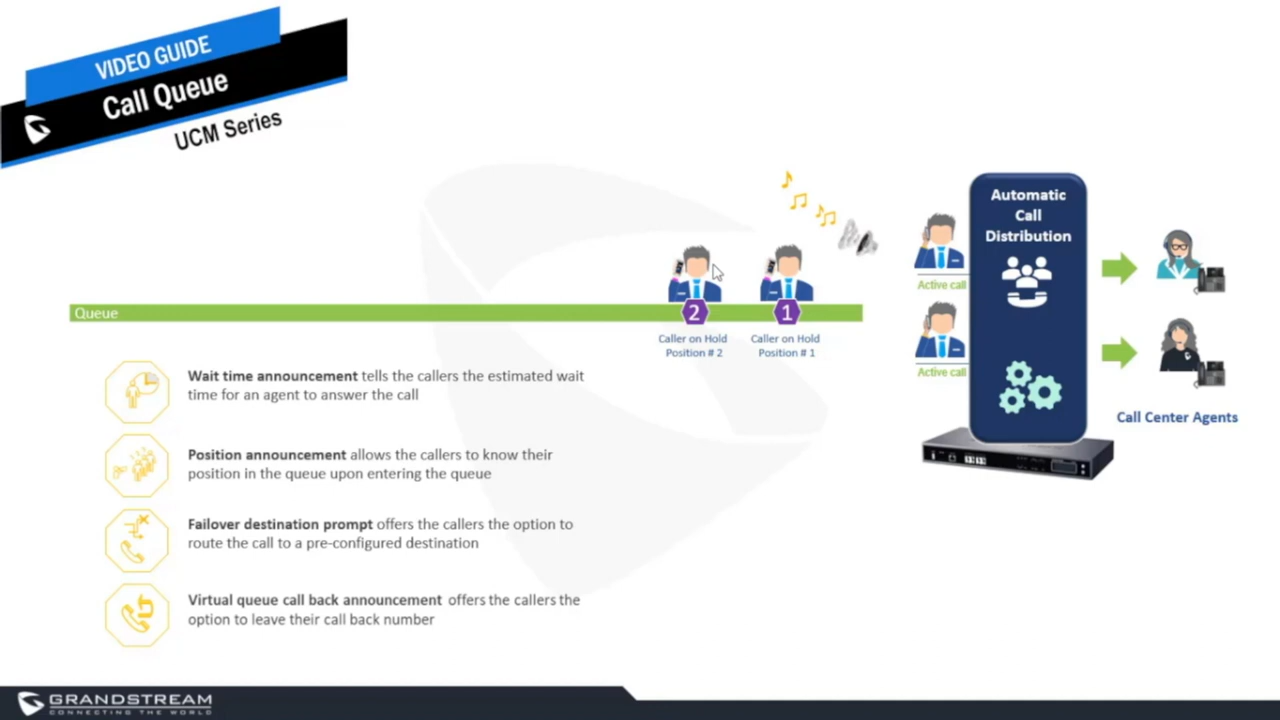 VIDEO GUIDE
Call Queue
UCM Series
Automatic
Call
Distribution
Active call
Active call
Call Center Agents
Queue
2
1
Caller on Hold
Position # 2
Caller on Hold
Position # 1
Wait time announcement tells the callers the estimated wait
time for an agent to answer the call
Position announcement allows the callers to know their
position in the queue upon entering the queue
Failover destination prompt offers the callers the option to
route the call to a pre-configured destination
Virtual queue call back announcement offers the callers the
option to leave their call back number
GRANDSTREAM
CONNECTING THE WORLD